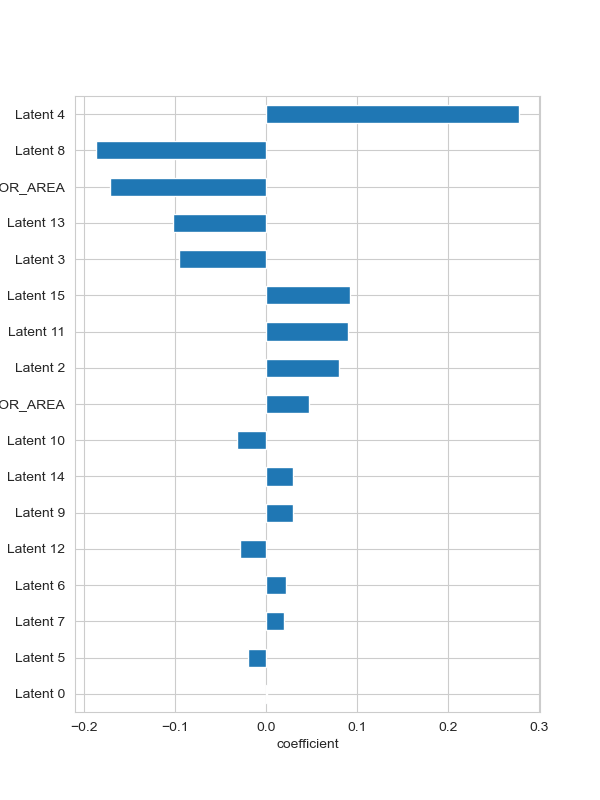 Latent 4
Latent 8
OR_AREA
Latent 13
Latent 3
Latent 15
Latent 11
Latent 2
OR_AREA
Latent 10
Latent 14
Latent 9
Latent 12
Latent 6
Latent 7
Latent 5
Latent 0
−0.2 −0.1 0.0 0.1 0.2 0.3
coefficient